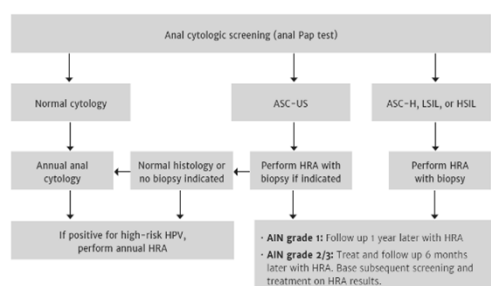 Anal cytologic screening (anal Pap test)
Normal cytology
ASC-US
ASC-H, LSIL, or HSIL
Annual anal
cytology
Normal histology or
no biopsy indicated
Perform HRA with
biopsy if indicated
Perform HRA
with biopsy
If positive for high-risk HPV,
perform annual HRA
· AIN grade 1: Follow up 1 year later with HRA
· AIN grade 2/3: Treat and follow up 6 months
later with HRA. Base subsequent screening and
treatment on HRA results.